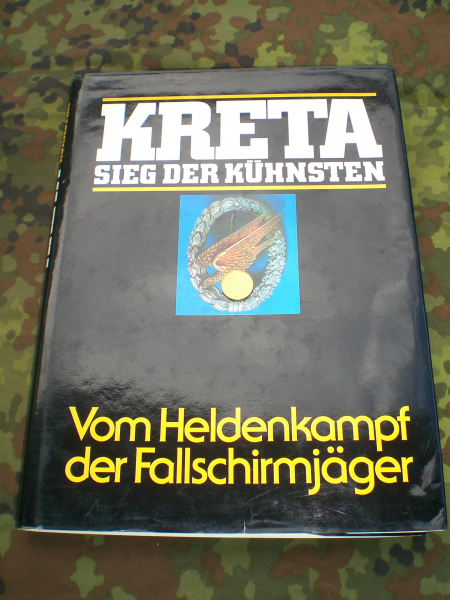 KRETA
SIEG DER KÜHNSTEN
Vom Heldenkampf
der Fallschirmjäger